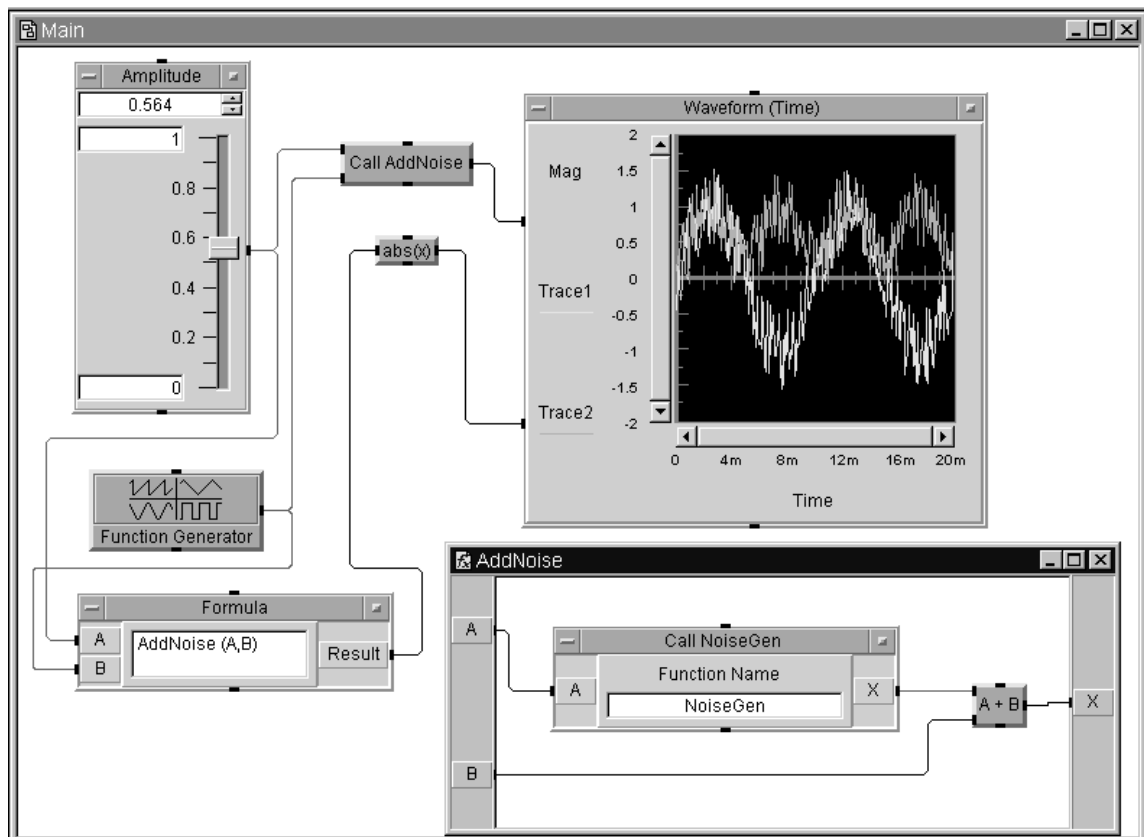 Main
Amplitude
0.564
1
0.8
0.6
0.4
0.2
0
Call AddNoise
abs(x)
Function Generator
Formula
A
B
AddNoise (A,B)
Result
Waveform (Time)
Mag
Trace1
Trace2
2
1.5
1
0.5
0
-0.5
-1
-1.5
-2
0 4m 8m 12m 16m 20m
Time
AddNoise
A
B
Call NoiseGen
Function Name
A
NoiseGen
X
A + B
X